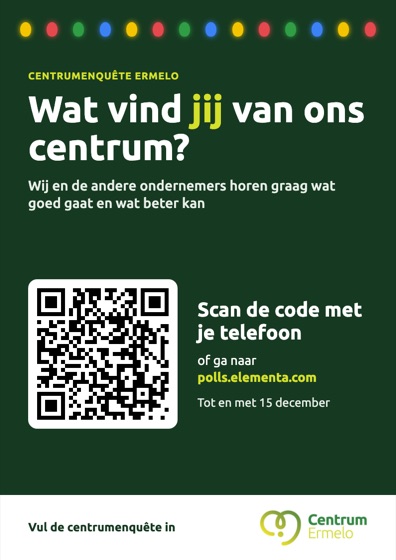 CENTRUMENQUÊTE ERMELO
Wat vind jij van ons
centrum?
Wij en de andere ondernemers horen graag wat
goed gaat en wat beter kan
Scan de code met
je telefoon
of ga naar
polls.elementa.com
Tot en met 15 december
Vul de centrumenquête in
Centrum
Ermelo